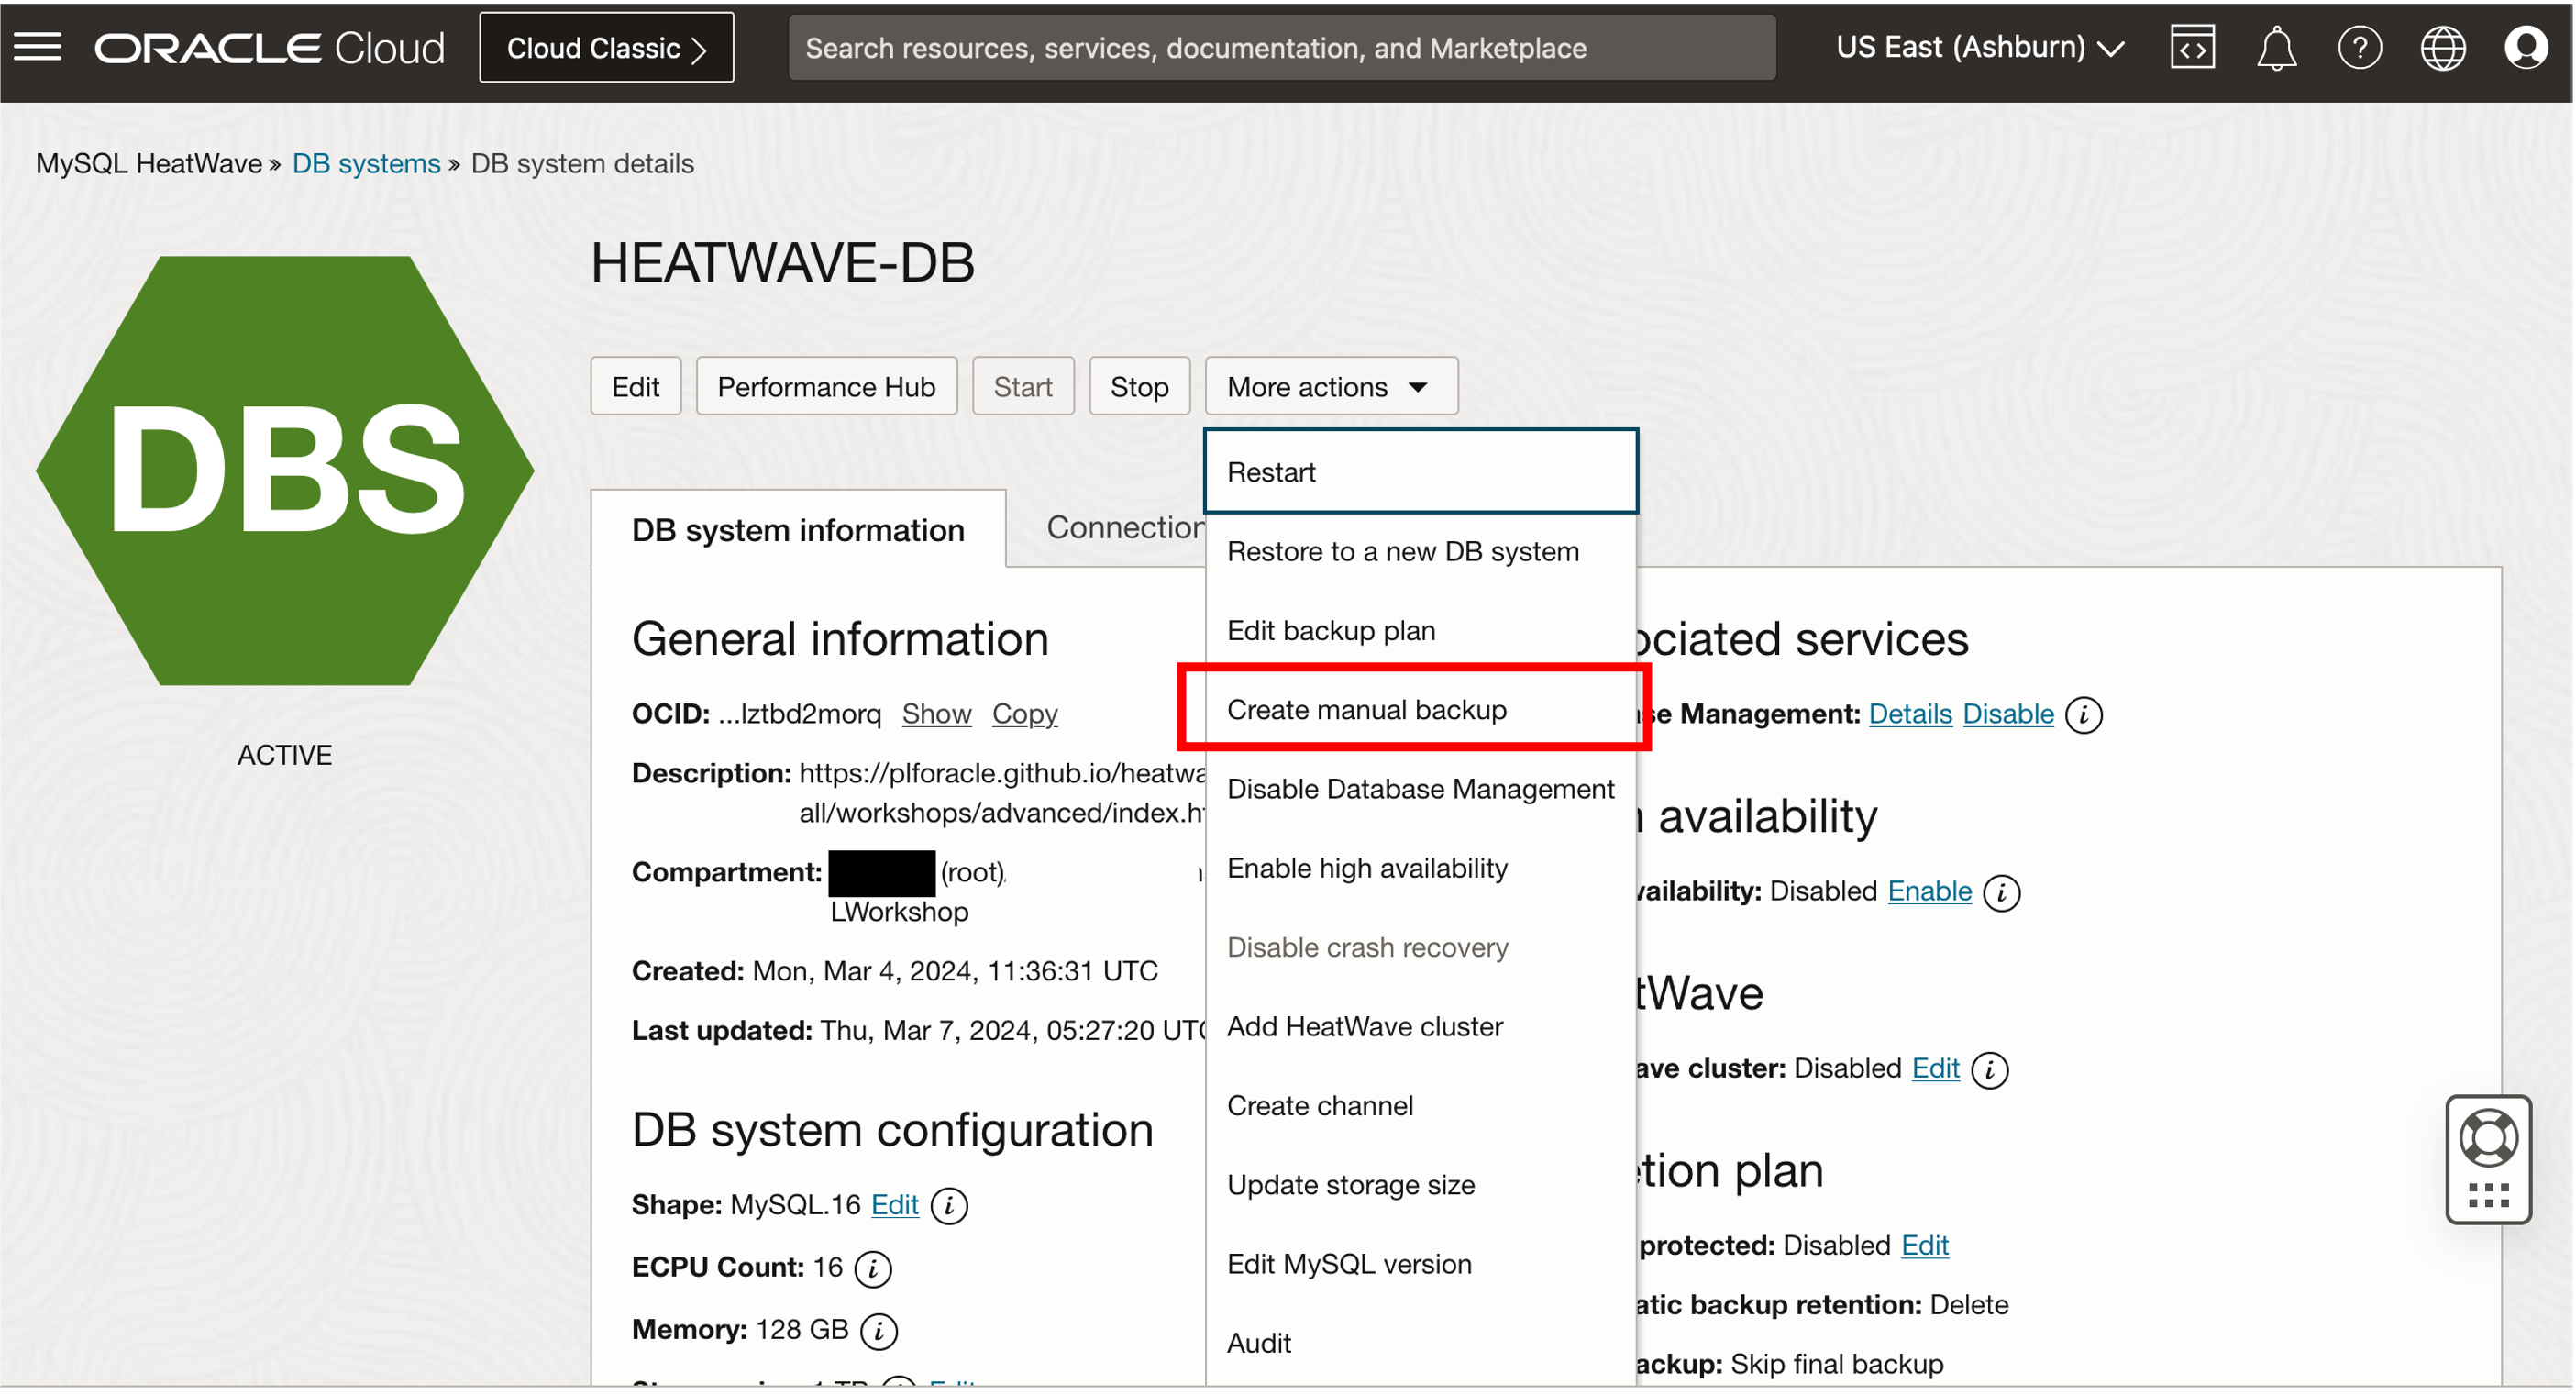 ORACLE Cloud
Cloud Classic
Search resources, services, documentation, and Marketplace
US East (Ashburn)
MySQL HeatWave » DB systems » DB system details
DBS
ACTIVE
HEATWAVE-DB
Edit
Performance Hub
Start
Stop
More actions
Restart
Restore to a new DB system
Edit backup plan
Create manual backup
Disable Database Management
Enable high availability
Disable crash recovery
Add HeatWave cluster
Create channel
Update storage size
Edit MySQL version
Audit
DB system information
Connection
General information
OCID: ...lztbd2morq Show Copy
Description: https://plforacle.github.io/heatwa
all/workshops/advanced/index.h
Compartment: (root)
LWorkshop
Created: Mon, Mar 4, 2024, 11:36:31 UTC
Last updated: Thu, Mar 7, 2024, 05:27:20 UTC
DB system configuration
Shape: MySQL.16 Edit
ECPU Count: 16
Memory: 128 GB
ociated services
se Management: Details Disable
availability
vailability: Disabled Enable
tWave
ave cluster: Disabled Edit
tion plan
protected: Disabled Edit
atic backup retention: Delete
ackup: Skip final backup